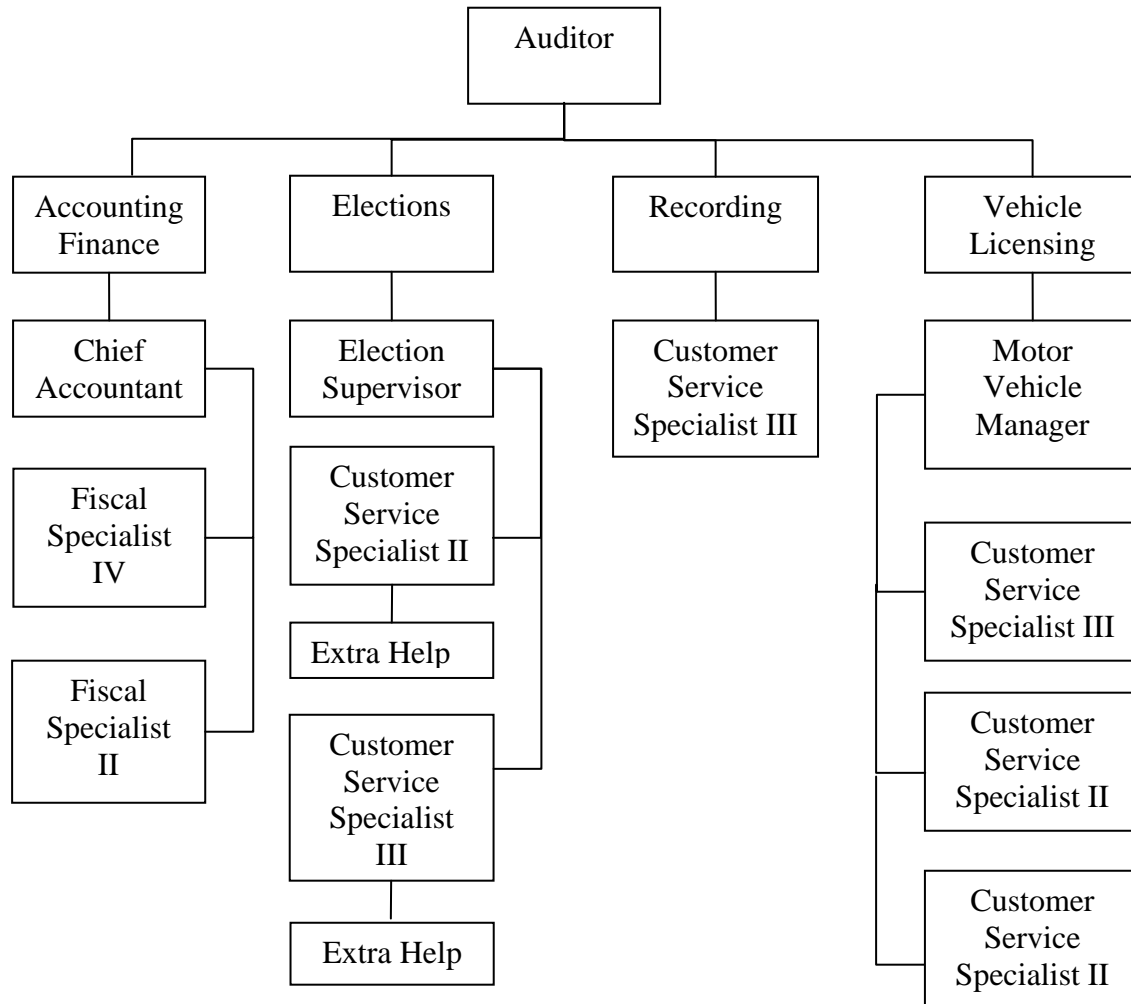 Auditor
Accounting
Finance
Elections
Recording
Vehicle
Licensing
Chief
Accountant
Election
Supervisor
Customer
Service
Specialist III
Motor
Vehicle
Manager
Fiscal
Specialist
IV
Customer
Service
Specialist II
Customer
Service
Specialist III
Extra Help
Fiscal
Specialist
II
Customer
Service
Specialist
III
Customer
Service
Specialist II
Extra Help
Customer
Service
Specialist II